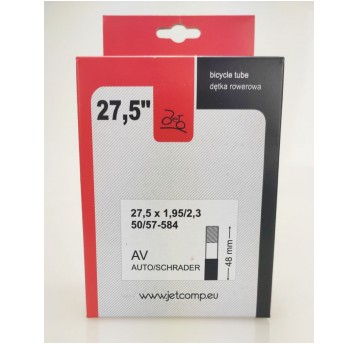 bicycle tube
dętka rowerowa
27,5"
27,5 x 1,95/2,3
50/57-584
AV
AUTO/SCHRADER
48 mm
www.jetcomp.eu